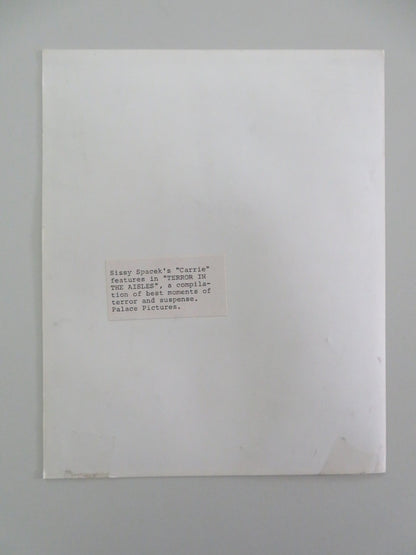 Sissy Spacek's "Carrie"
features in "TERROR IN
THE AISLES", a compila-
tion of best moments of
terror and suspense.
Palace Pictures.